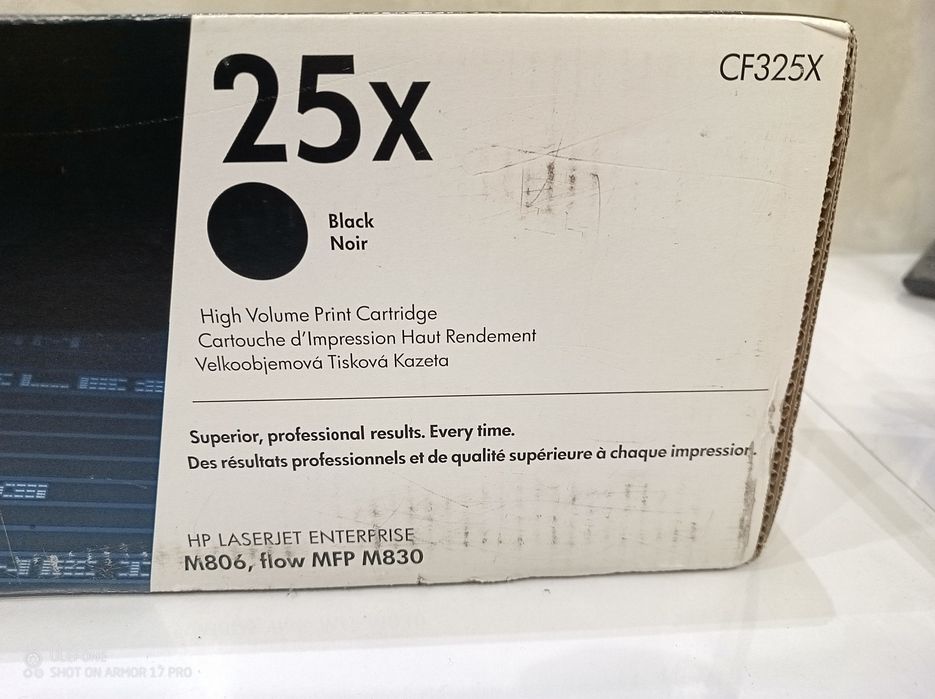 25X
CF325X
Black
Noir
High Volume Print Cartridge
Cartouche d'Impression Haut Rendement
Velkoobjemová Tisková Kazeta
Superior, professional results. Every time.
Des résultats professionnels et de qualité supérieure à chaque impression.
HP LASERJET ENTERPRISE
M806, flow MFP M830
ULEFONE
SHOT ON ARMOR 17 PRO